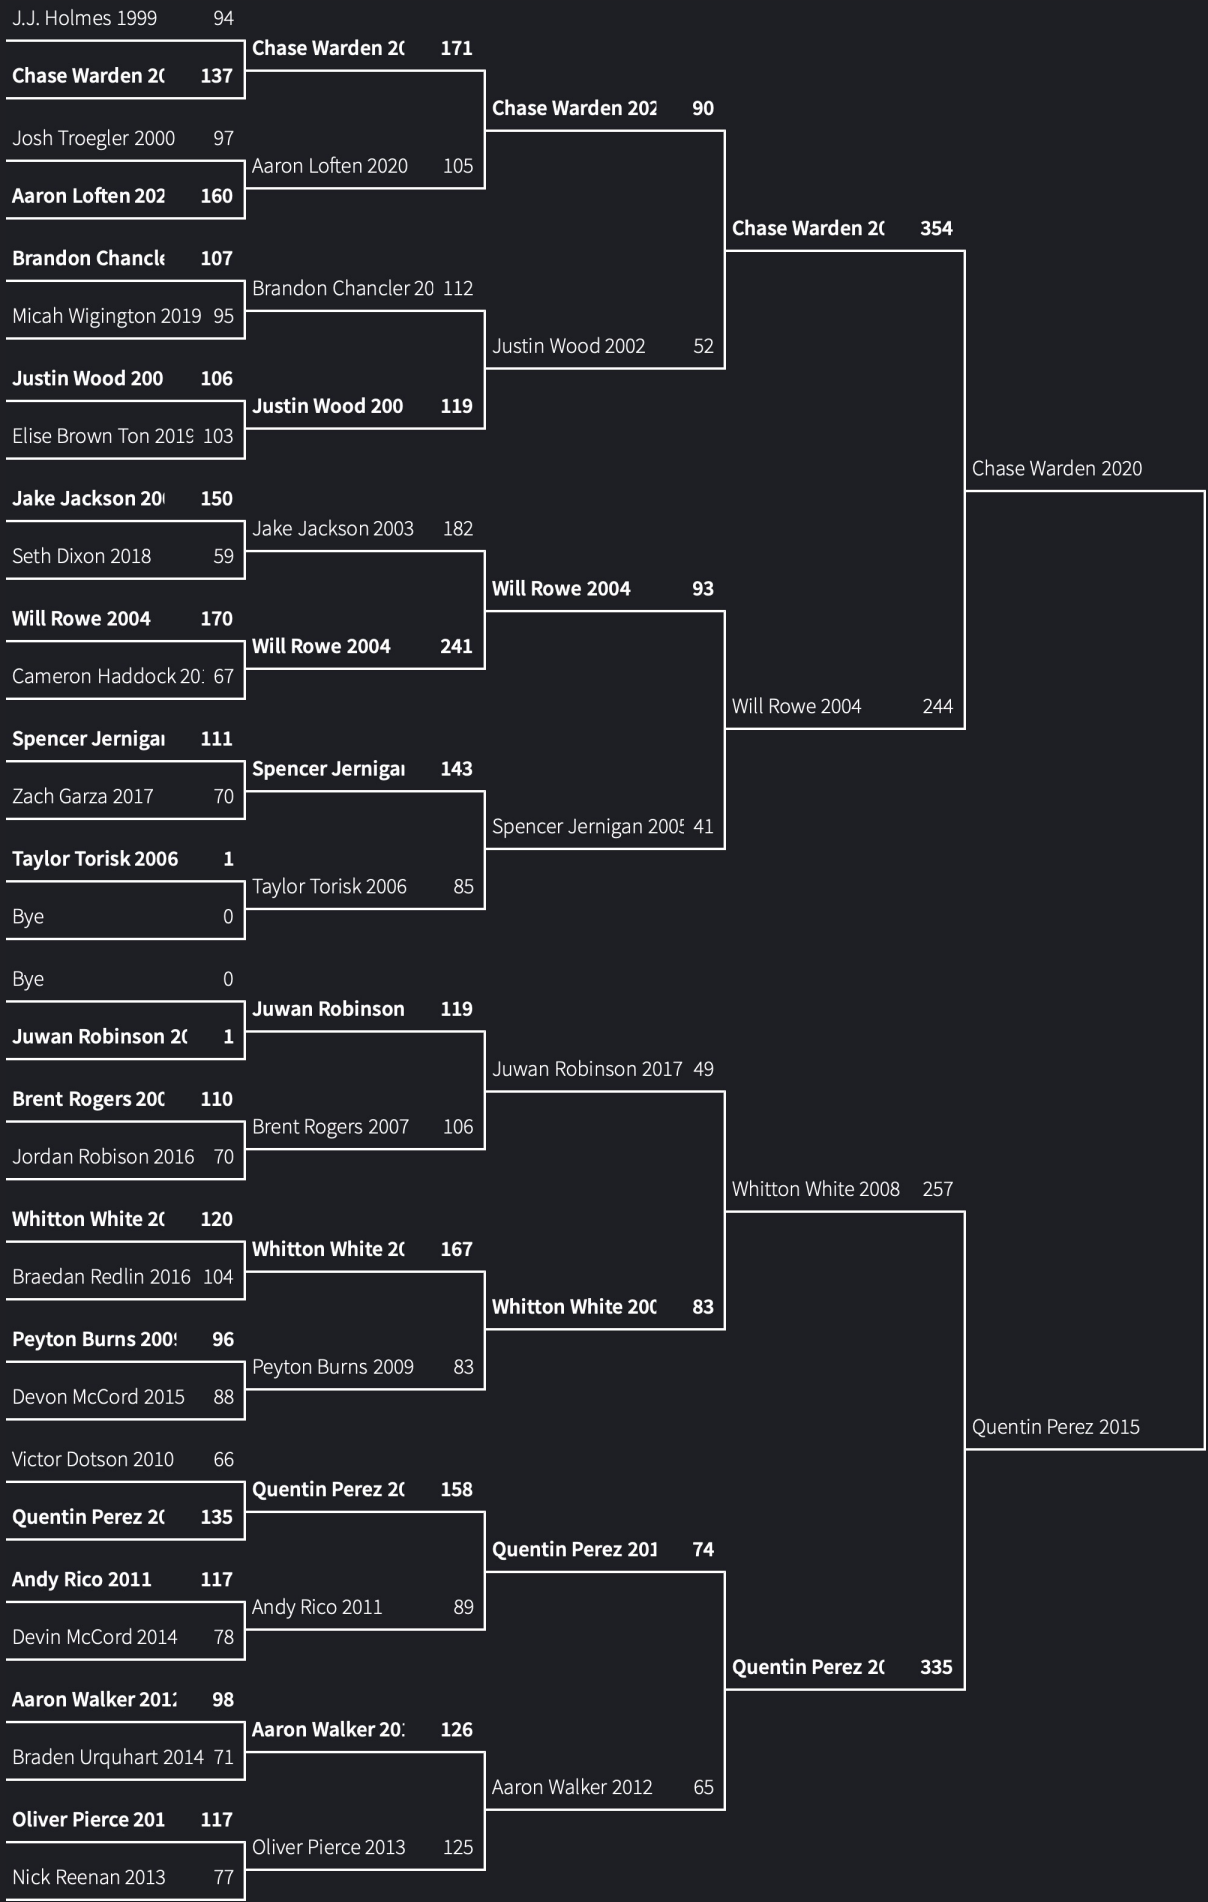 J.J. Holmes 1999 94
Chase Warden 20 137
Josh Troegler 2000 97
Aaron Loften 202 160
Brandon Chancle 107
Micah Wigington 2019 95
Justin Wood 200 106
Elise Brown Ton 2019 103
Jake Jackson 200 150
Seth Dixon 2018 59
Will Rowe 2004 170
Cameron Haddock 201 67
Spencer Jernigan 111
Zach Garza 2017 70
Taylor Torisk 2006 1
Bye 0
Bye 0
Juwan Robinson 20 1
Brent Rogers 200 110
Jordan Robison 2016 70
Whitton White 20 120
Braedan Redlin 2016 104
Peyton Burns 2009 96
Devon McCord 2015 88
Victor Dotson 2010 66
Quentin Perez 20 135
Andy Rico 2011 117
Devin McCord 2014 78
Aaron Walker 2012 98
Braden Urquhart 2014 71
Oliver Pierce 201 117
Nick Reenan 2013 77
Chase Warden 20 171
Aaron Loften 2020 105
Brandon Chancler 20 112
Justin Wood 200 119
Jake Jackson 2003 182
Will Rowe 2004 241
Spencer Jernigan 143
Taylor Torisk 2006 85
Juwan Robinson 119
Brent Rogers 2007 106
Whitton White 20 167
Peyton Burns 2009 83
Quentin Perez 20 158
Andy Rico 2011 89
Aaron Walker 201 126
Oliver Pierce 2013 125
Chase Warden 202 90
Justin Wood 2002 52
Will Rowe 2004 93
Spencer Jernigan 2005 41
Juwan Robinson 2017 49
Whitton White 200 83
Quentin Perez 201 74
Aaron Walker 2012 65
Chase Warden 20 354
Will Rowe 2004 244
Whitton White 2008 257
Quentin Perez 20 335
Chase Warden 2020
Quentin Perez 2015